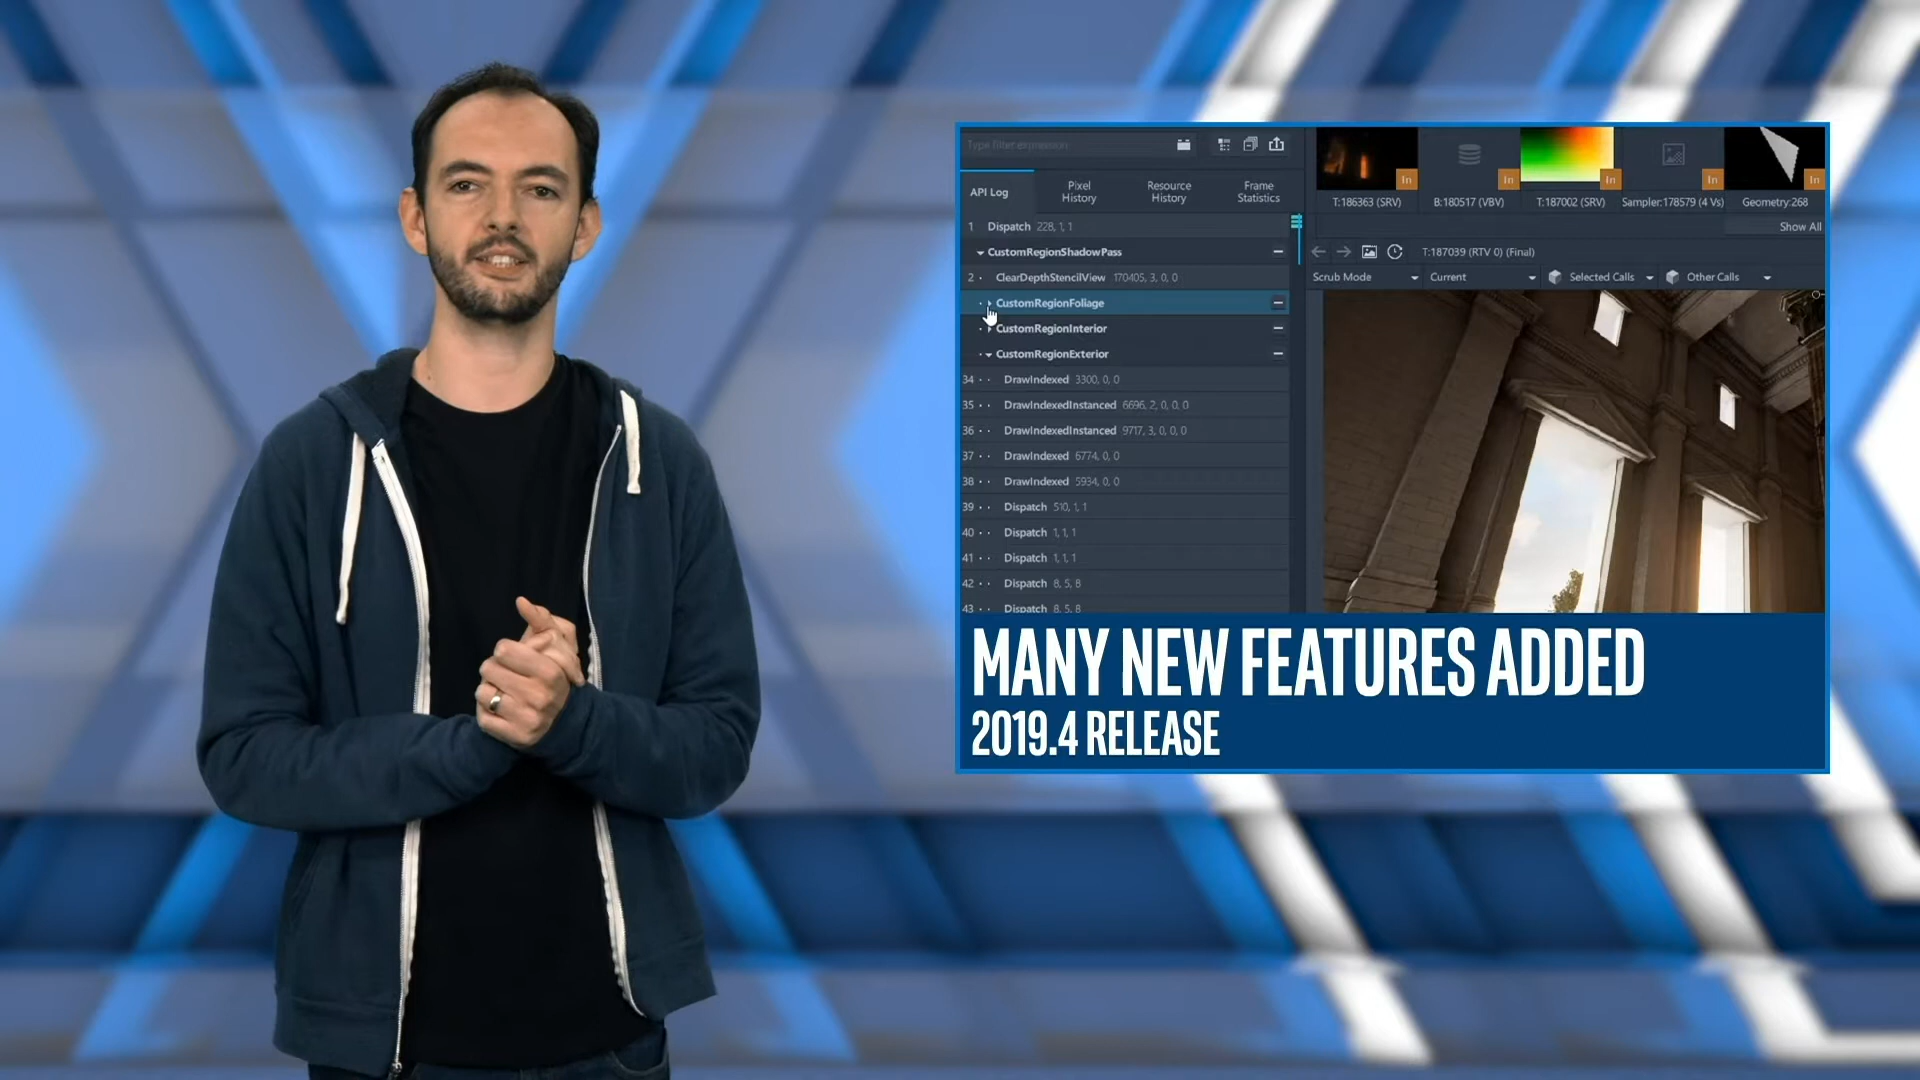 Type filter expression
API Log
Pixel History
Resource History
Frame Statistics
1 Dispatch 228, 1, 1
CustomRegionShadowPass
2 ClearDepthStencilView 170405, 3, 0, 0
CustomRegionFoliage
CustomRegionInterior
CustomRegionExterior
34 DrawIndexed 3300, 0, 0
35 DrawIndexedInstanced 6696, 2, 0, 0, 0
36 DrawIndexedInstanced 9717, 3, 0, 0, 0
37 DrawIndexed 6774, 0, 0
38 DrawIndexed 5934, 0, 0
39 Dispatch 510, 1, 1
40 Dispatch 1, 1, 1
41 Dispatch 1, 1, 1
42 Dispatch 8, 5, 8
43 Dispatch 8, 5, 8
In In In In In
T:186363 (SRV) B:180517 (VBV) T:187002 (SRV) Sampler:178579 (4 Vs) Geometry:268
Show All
T:187039 (RTV 0) (Final)
Scrub Mode Current Selected Calls Other Calls
MANY NEW FEATURES ADDED
2019.4 RELEASE